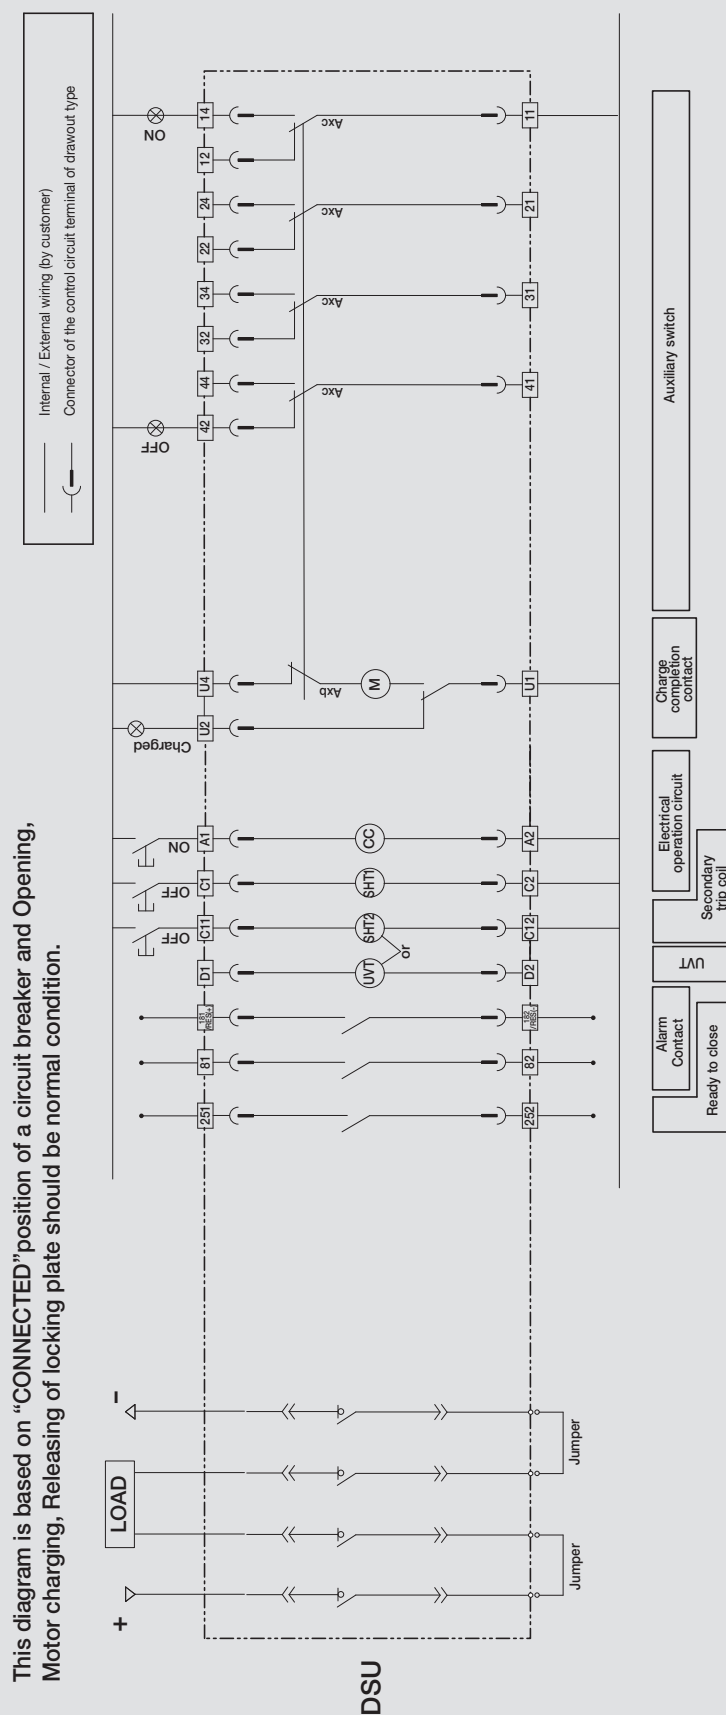 This diagram is based on “CONNECTED”position of a circuit breaker and Opening,
Motor charging, Releasing of locking plate should be normal condition.
Internal / External wiring (by customer)
Connector of the control circuit terminal of drawout type
+
LOAD
-
OFF
OFF
ON
Charged
OFF
ON
251
81
181
/RES(+)
D1
C11
C1
A1
U2
U4
42
44
32
34
22
24
12
14
UVT
or
SHT2
SHT1
CC
M
Axb
Axc
Axc
Axc
Axc
DSU
252
82
182
/RES(-)
D2
C12
C2
A2
U1
41
31
21
11
Jumper
Jumper
Ready to close
Alarm
Contact
UVT
Secondary
trip coil
Electrical
operation circuit
Charge
completion
contact
Auxiliary switch